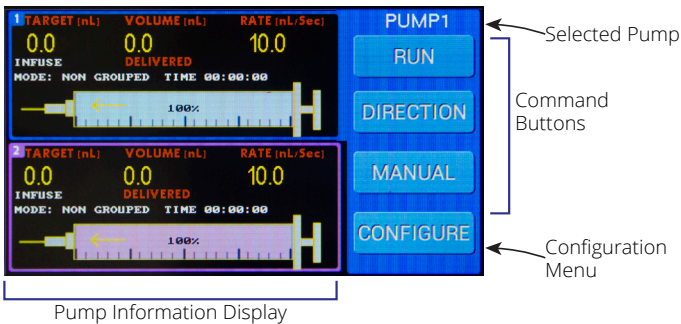 1 TARGET [nL] VOLUME [nL] RATE [nL/Sec]
0.0 0.0 10.0
INFUSE DELIVERED
MODE: NON GROUPED TIME 00:00:00
100%
2 TARGET [nL] VOLUME [nL] RATE [nL/Sec]
0.0 0.0 10.0
INFUSE DELIVERED
MODE: NON GROUPED TIME 00:00:00
100%
PUMP1
RUN
DIRECTION
MANUAL
CONFIGURE
Selected Pump
Command
Buttons
Configuration
Menu
Pump Information Display